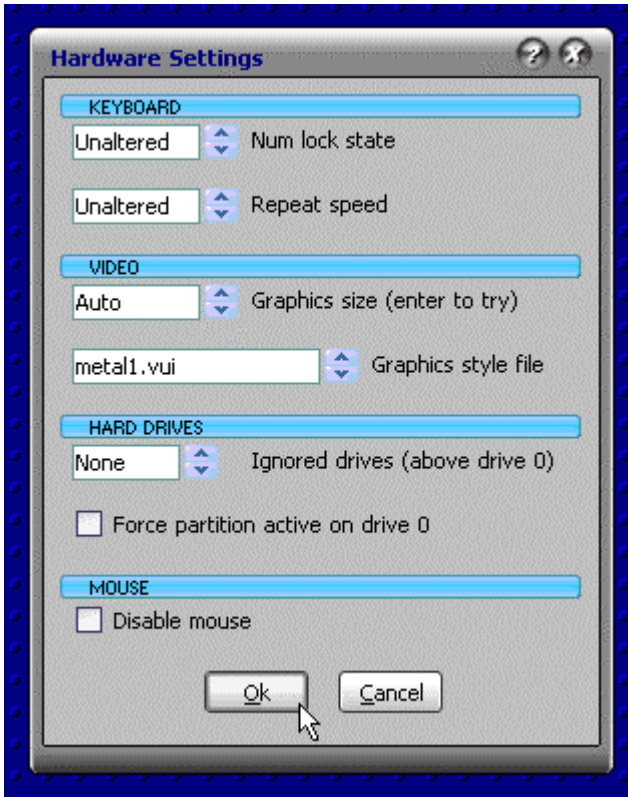 Hardware Settings
KEYBOARD
Unaltered Num lock state
Unaltered Repeat speed
VIDEO
Auto Graphics size (enter to try)
metal1.vui Graphics style file
HARD DRIVES
None Ignored drives (above drive 0)
Force partition active on drive 0
MOUSE
Disable mouse
Ok Cancel